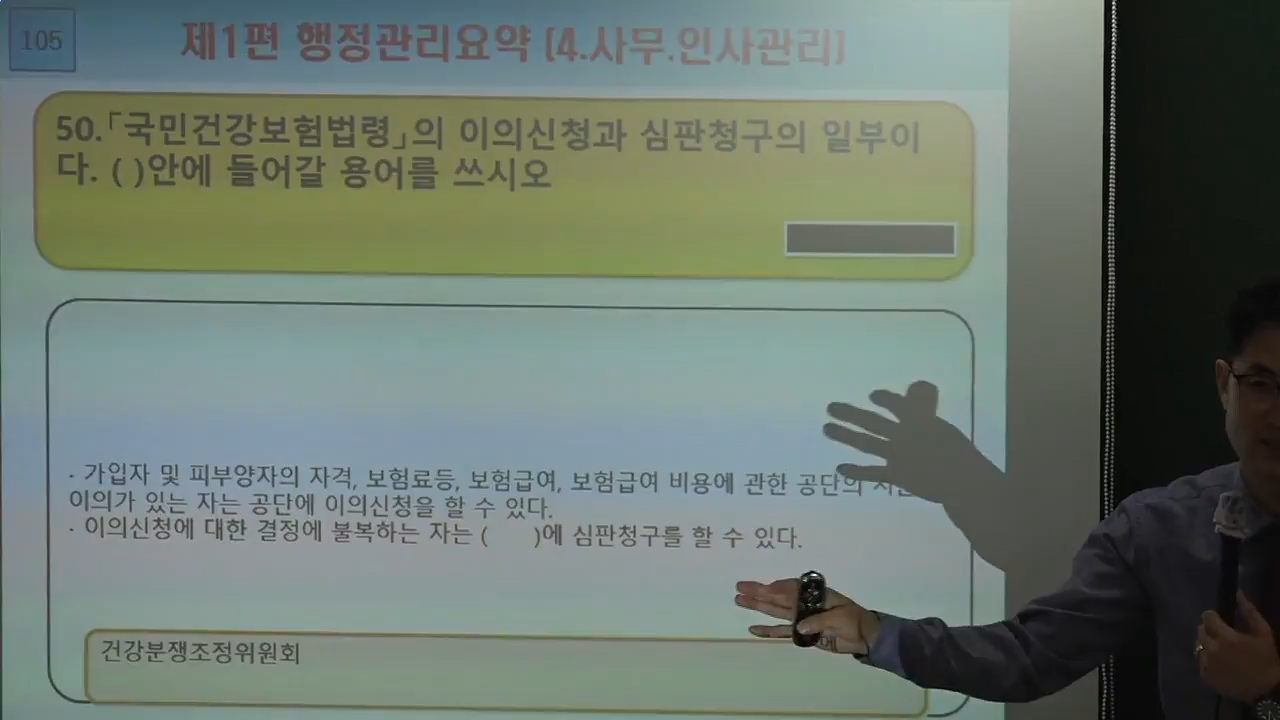 105
제1편 행정관리요약 [4.사무.인사관리]
50.「국민건강보험법령」의 이의신청과 심판청구의 일부이
다. ( )안에 들어갈 용어를 쓰시오
· 가입자 및 피부양자의 자격, 보험료등, 보험급여, 보험급여 비용에 관한 공단의
이의가 있는 자는 공단에 이의신청을 할 수 있다.
· 이의신청에 대한 결정에 불복하는 자는 ( )에 심판청구를 할 수 있다.
건강분쟁조정위원회